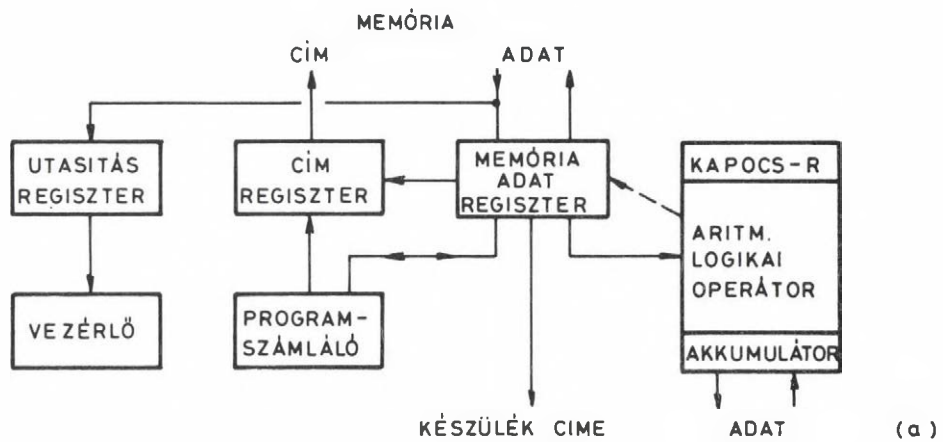 MEMÓRIA
CÍM
ADAT
UTASITÁS
REGISZTER
CÍM
REGISZTER
MEMÓRIA
ADAT
REGISZTER
KAPOCS-R
ARITM.
LOGIKAI
OPERÁTOR
AKKUMULÁTOR
VEZÉRLŐ
PROGRAM-
SZÁMLÁLÓ
KÉSZÜLÉK CIME
ADAT
(a)